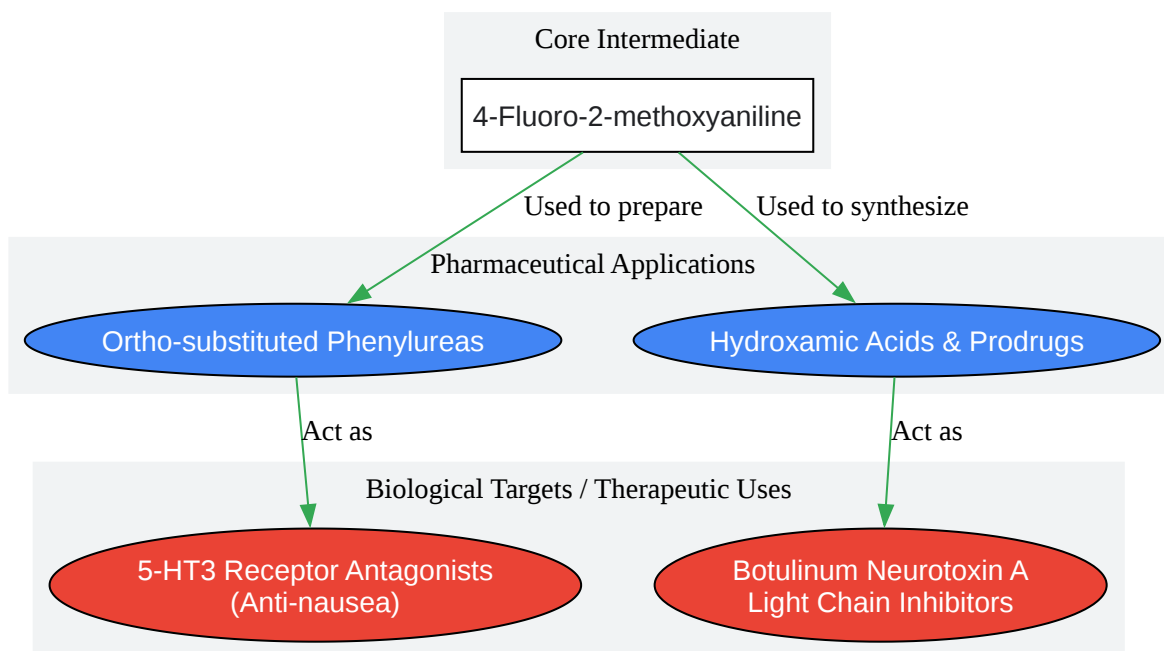 Core Intermediate
4-Fluoro-2-methoxyaniline
Used to prepare
Used to synthesize
Pharmaceutical Applications
Ortho-substituted Phenylureas
Hydroxamic Acids & Prodrugs
Act as
Act as
Biological Targets / Therapeutic Uses
5-HT3 Receptor Antagonists
(Anti-nausea)
Botulinum Neurotoxin A
Light Chain Inhibitors